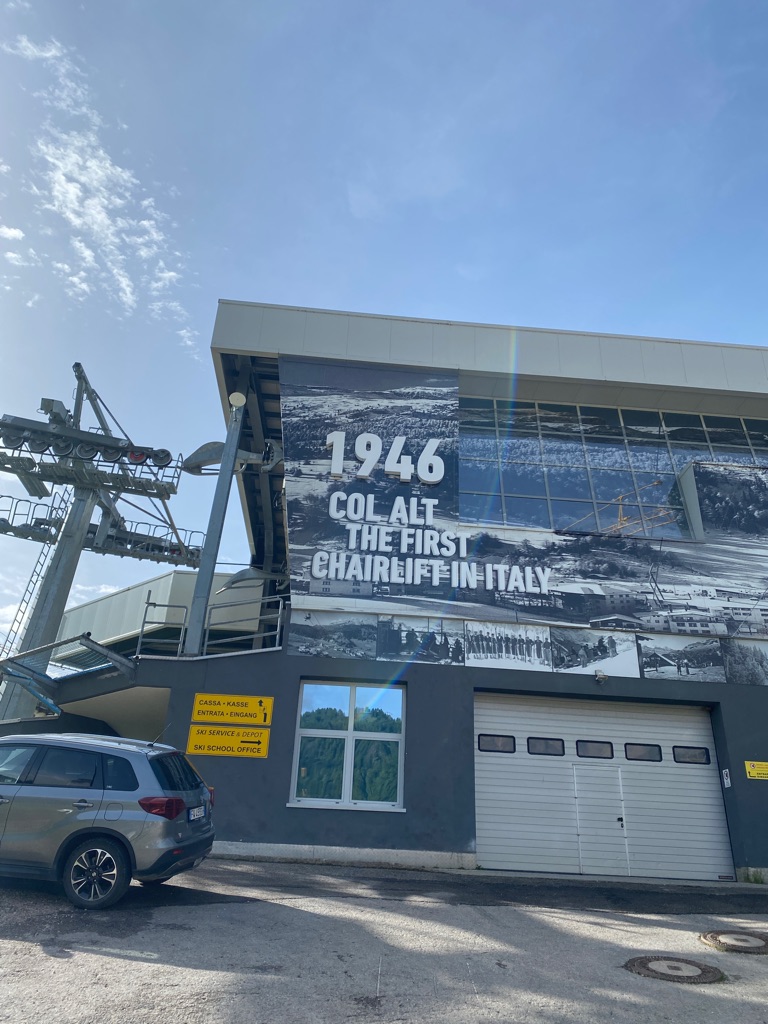 1946
COL ALT
THE FIRST
CHAIRLIFT IN ITALY
CASSA • KASSE
ENTRATA • EINGANG
SKI SERVICE & DEPOT
SKI SCHOOL OFFICE